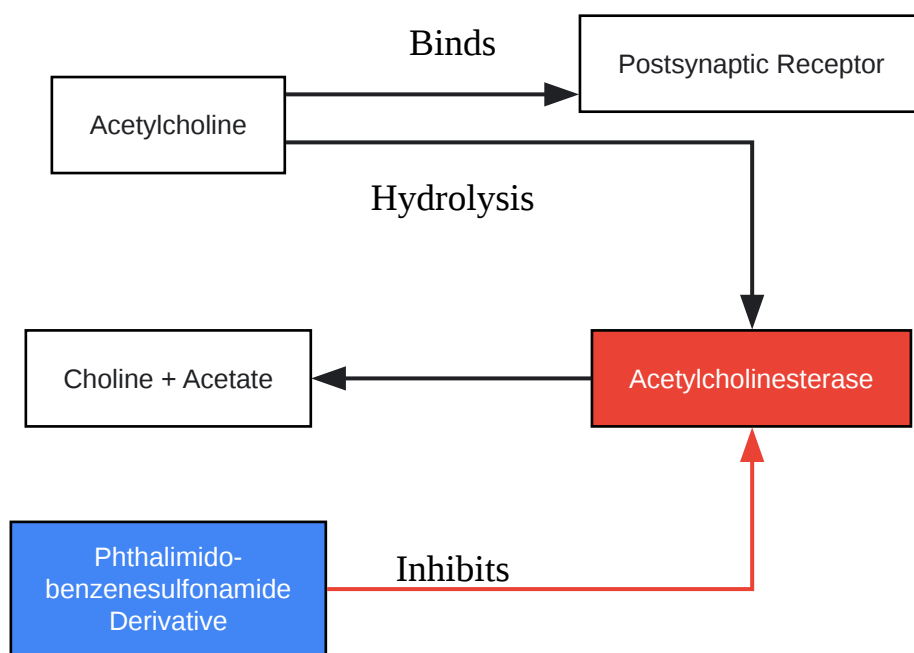 Binds
Postsynaptic Receptor
Acetylcholine
Hydrolysis
Choline + Acetate
Acetylcholinesterase
Phthalimido-
benzenesulfonamide
Derivative
Inhibits